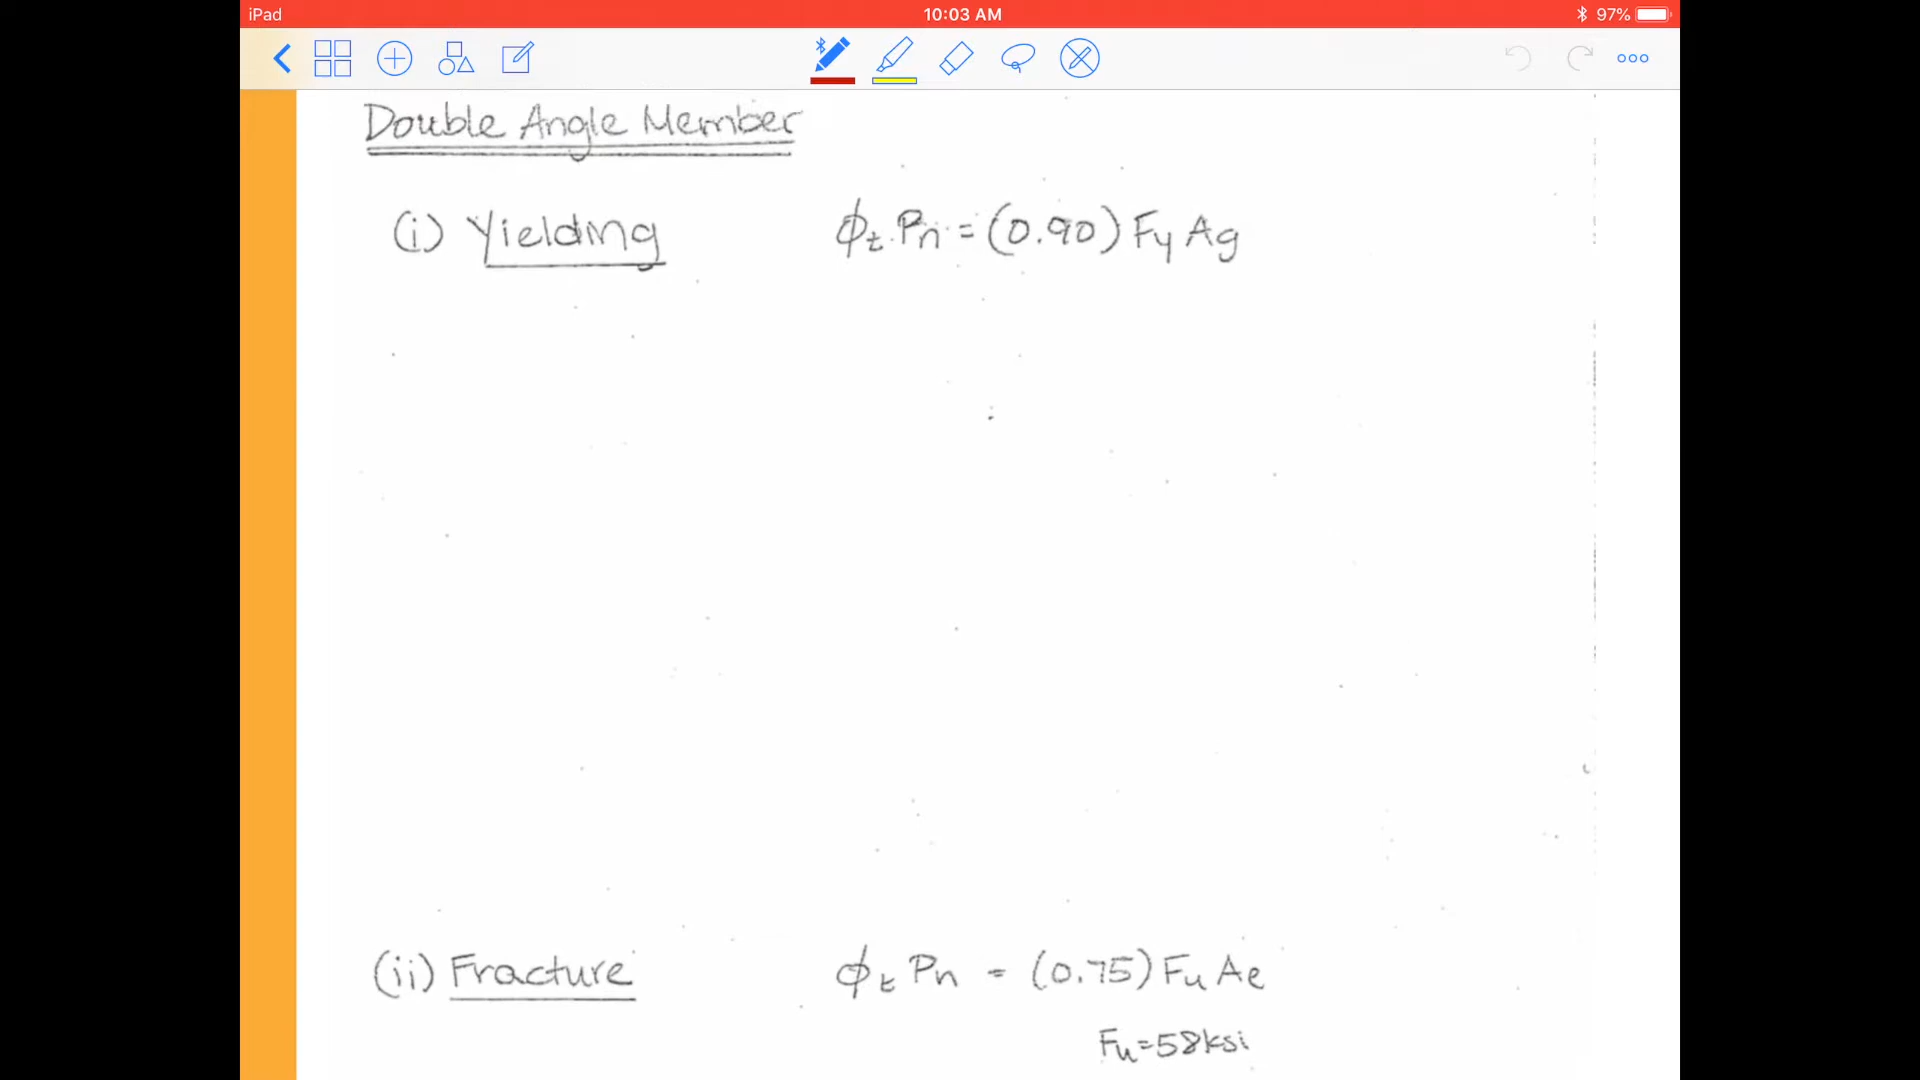 iPad 10:03 AM 97%
Double Angle Member
(i) Yielding ϕt Pn = (0.90) Fy Ag
(ii) Fracture ϕt Pn = (0.75) Fu Ae
Fu=58ksi